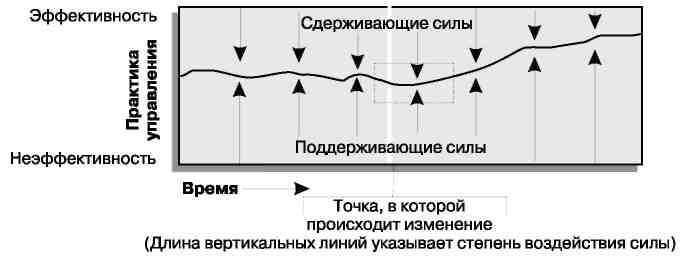 Эффективность
Сдерживающие силы
Практика
управления
Поддерживающие силы
Неэффективность
Время
Точка, в которой
происходит изменение
(Длина вертикальных линий указывает степень воздействия силы)